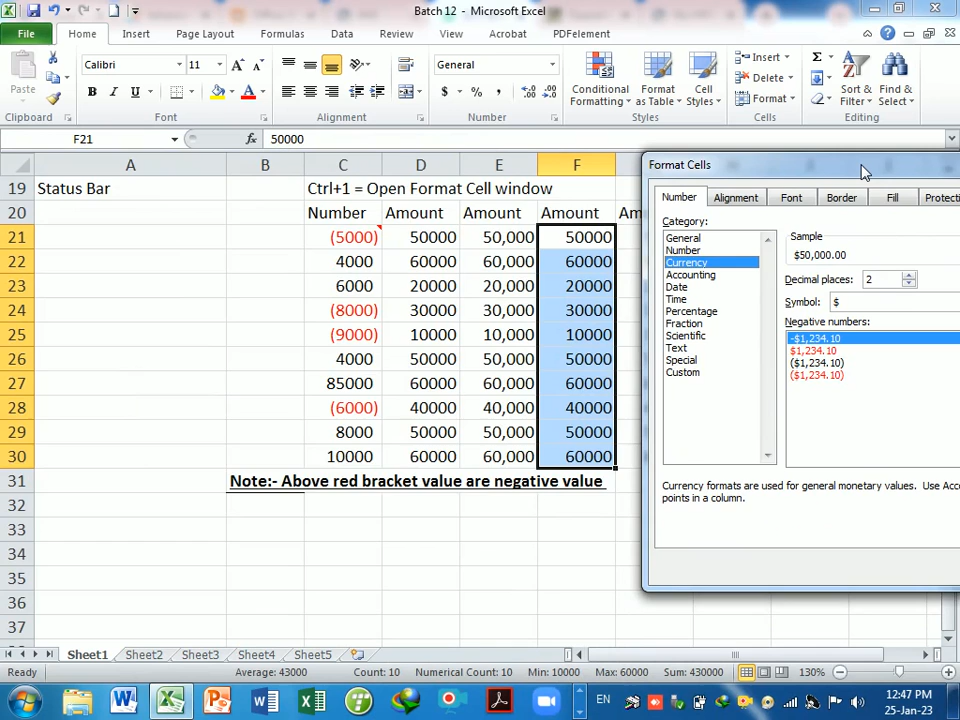 Batch 12 - Microsoft Excel
File Home Insert Page Layout Formulas Data Review View Acrobat PDFelement
Calibri 11 General Insert Σ
Paste B I U A $ % , Conditional Format Cell Delete Sort & Find &
Formatting as Table Styles Format Filter Select
Clipboard Font Alignment Number Styles Cells Editing
F21 fx 50000
A B C D E F
19 Status Bar Ctrl+1 = Open Format Cell window
20 Number Amount Amount Amount Am
21 (5000) 50000 50,000 50000
22 4000 60000 60,000 60000
23 6000 20000 20,000 20000
24 (8000) 30000 30,000 30000
25 (9000) 10000 10,000 10000
26 4000 50000 50,000 50000
27 85000 60000 60,000 60000
28 (6000) 40000 40,000 40000
29 8000 50000 50,000 50000
30 10000 60000 60,000 60000
31 Note:- Above red bracket value are negative value
32
33
34
35
36
37
Format Cells
Number Alignment Font Border Fill Protecti
Category:
General
Number
Currency
Accounting
Date
Time
Percentage
Fraction
Scientific
Text
Special
Custom
Sample
$50,000.00
Decimal places: 2
Symbol: $
Negative numbers:
-$1,234.10
$1,234.10
($1,234.10)
($1,234.10)
Currency formats are used for general monetary values. Use Acc
points in a column.
Sheet1 Sheet2 Sheet3 Sheet4 Sheet5
Ready Average: 43000 Count: 10 Numerical Count: 10 Min: 10000 Max: 60000 Sum: 430000 130%
EN 12:47 PM
25-Jan-23